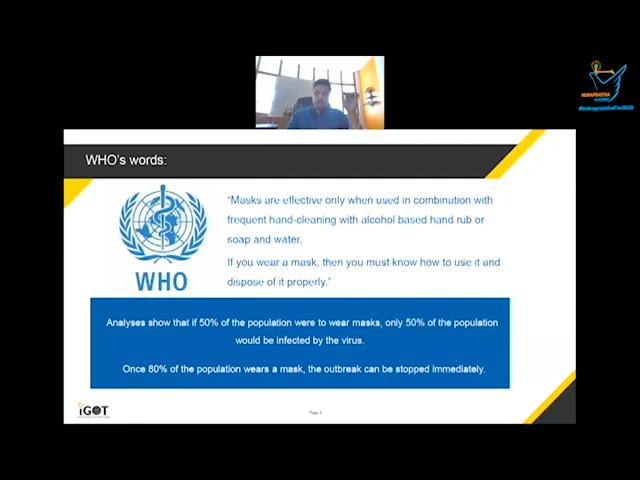 INDRAPRASTHA
#IndraprasthaForSkill
WHO's words:
"Masks are effective only when used in combination with
frequent hand-cleaning with alcohol based hand rub or
soap and water.
If you wear a mask, then you must know how to use it and
dispose of it properly."
WHO
Analyses show that if 50% of the population were to wear masks, only 50% of the population
would be infected by the virus.
Once 80% of the population wears a mask, the outbreak can be stopped immediately.
iGOT